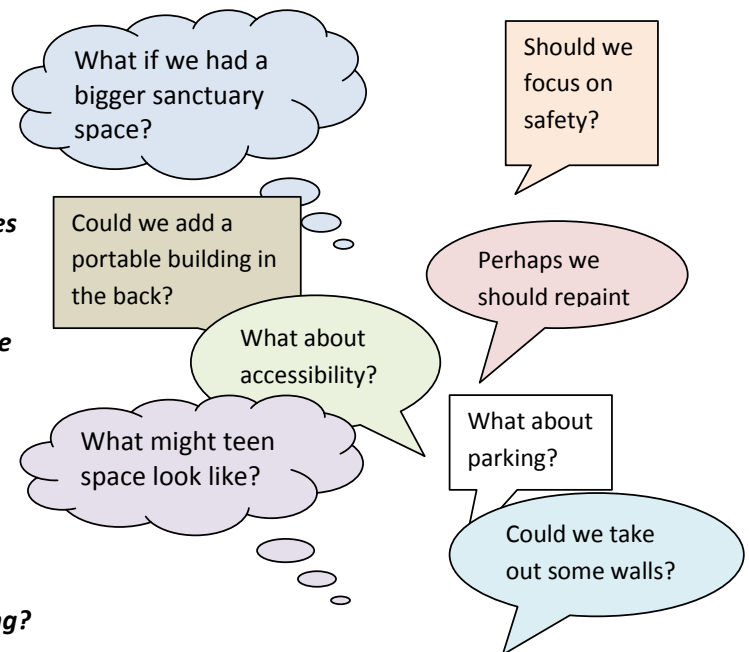 What if we had a
bigger sanctuary
space?
Should we
focus on
safety?
es
Could we add a
portable building in
the back?
Perhaps we
should repaint
e
What about
accessibility?
What might teen
space look like?
What about
parking?
Could we take
out some walls?
ng?